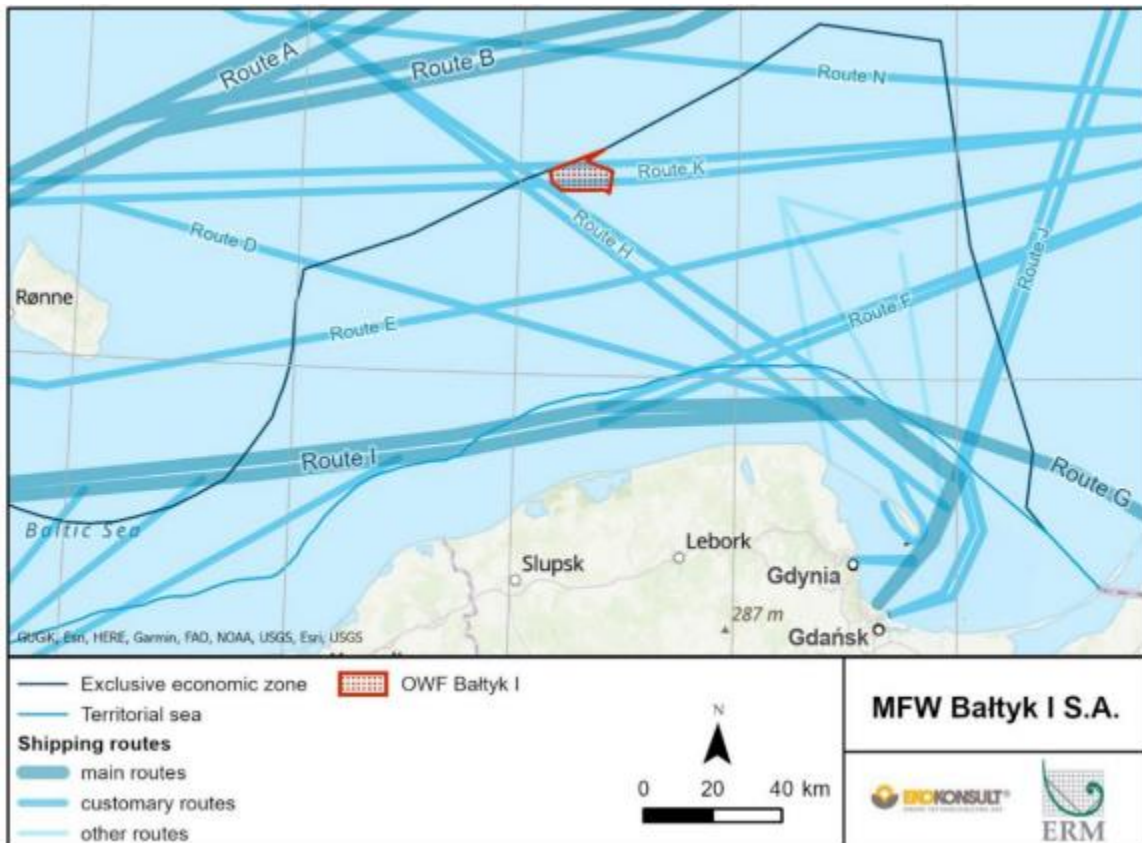 Route A
Route B
Route N
Route K
Route D
Route H
Route J
Rønne
Route E
Route F
Route I
Route G
Baltic Sea
Lebork
Slupsk
Gdynia
287 m
Gdańsk
GUGiK, Esri, HERE, Garmin, FAO, NOAA, USGS, Esri, USGS
Exclusive economic zone
OWF Bałtyk I
Territorial sea
Shipping routes
main routes
customary routes
other routes
N
0 20 40 km
MFW Bałtyk I S.A.
EKOKONSULT®
ERM